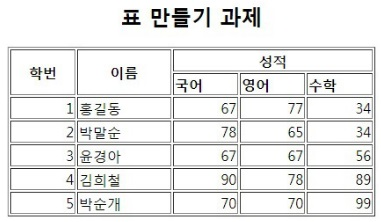 표 만들기 과제
학번 이름 성적
국어 영어 수학
1 홍길동 67 77 34
2 박말순 78 65 34
3 윤경아 67 67 56
4 김희철 90 78 89
5 박순개 70 70 99